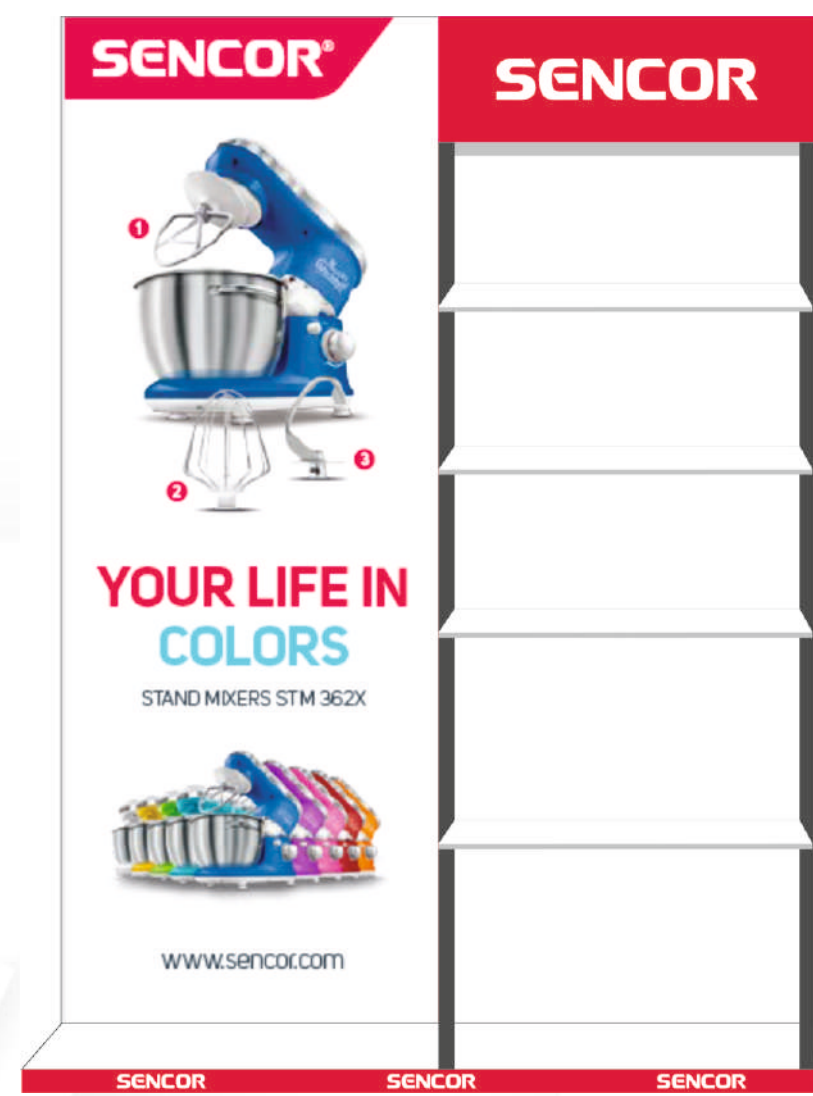 SENCOR®
SENCOR
1
2
3
YOUR LIFE IN
COLORS
STAND MIXERS STM 362X
www.sencor.com
SENCOR
SENCOR
SENCOR